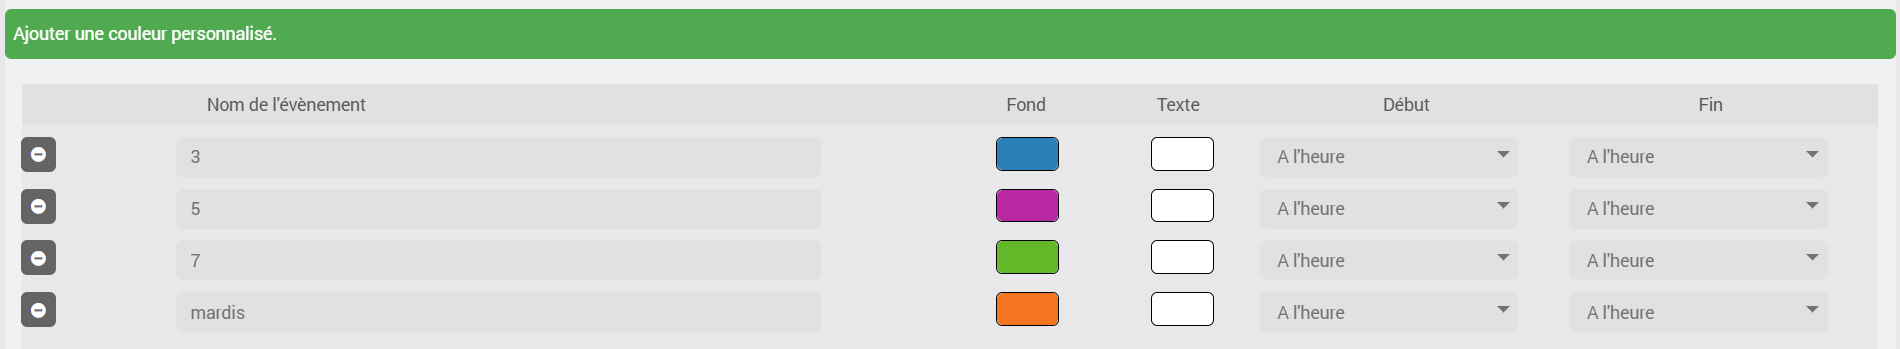 Ajouter une couleur personnalisé.
Nom de l'évènement Fond Texte Début Fin
3 A l'heure A l'heure
5 A l'heure A l'heure
7 A l'heure A l'heure
mardis A l'heure A l'heure